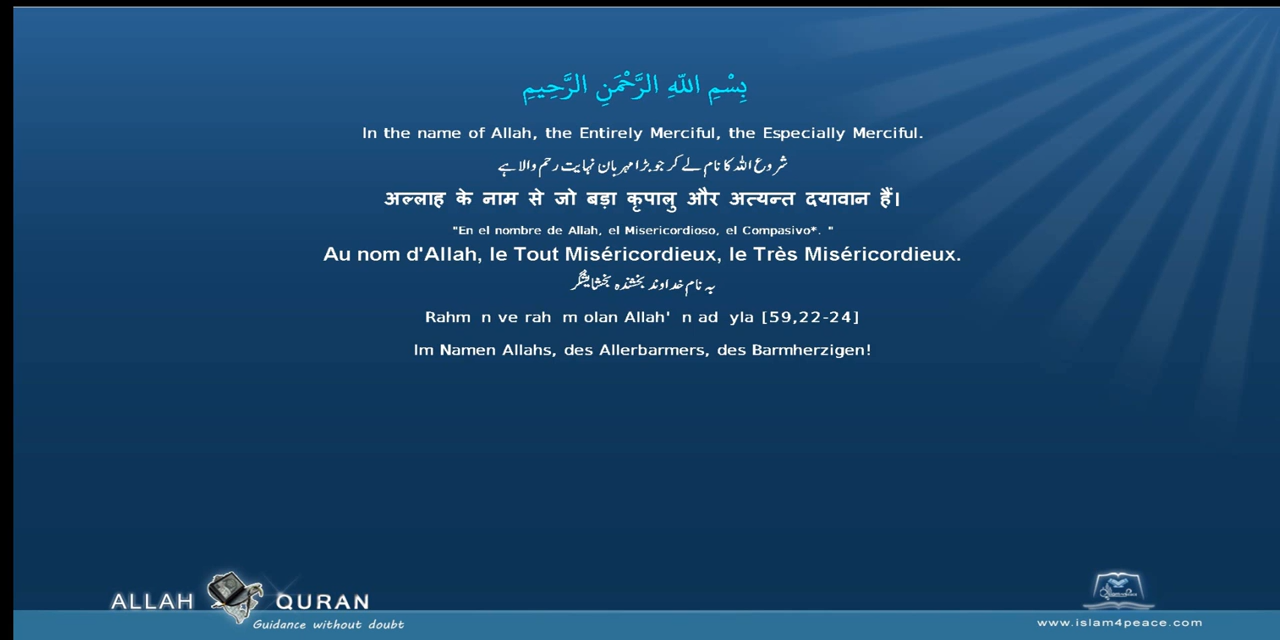 بِسْمِ اللَّهِ الرَّحْمَنِ الرَّحِيمِ
In the name of Allah, the Entirely Merciful, the Especially Merciful.
شروع اللہ کا نام لے کر جو بڑا مہربان نہایت رحم والا ہے
अल्लाह के नाम से जो बड़ा कृपालु और अत्यन्त दयावान हैं।
"En el nombre de Allah, el Misericordioso, el Compasivo*. "
Au nom d'Allah, le Tout Miséricordieux, le Très Miséricordieux.
به نام خداوند بخشنده بخشایشگر
Rahm n ve rah m olan Allah' n ad yla [59,22-24]
Im Namen Allahs, des Allerbarmers, des Barmherzigen!
ALLAH QURAN
Guidance without doubt
www.islam4peace.com